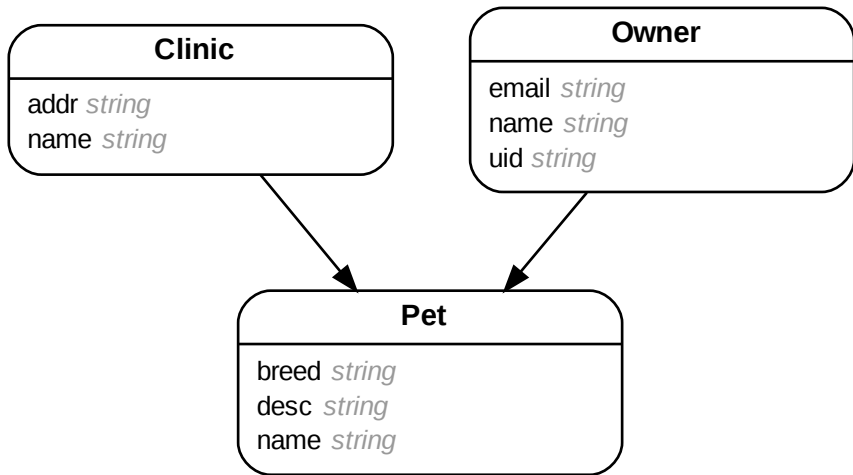 Clinic
addr string
name string
Owner
email string
name string
uid string
Pet
breed string
desc string
name string